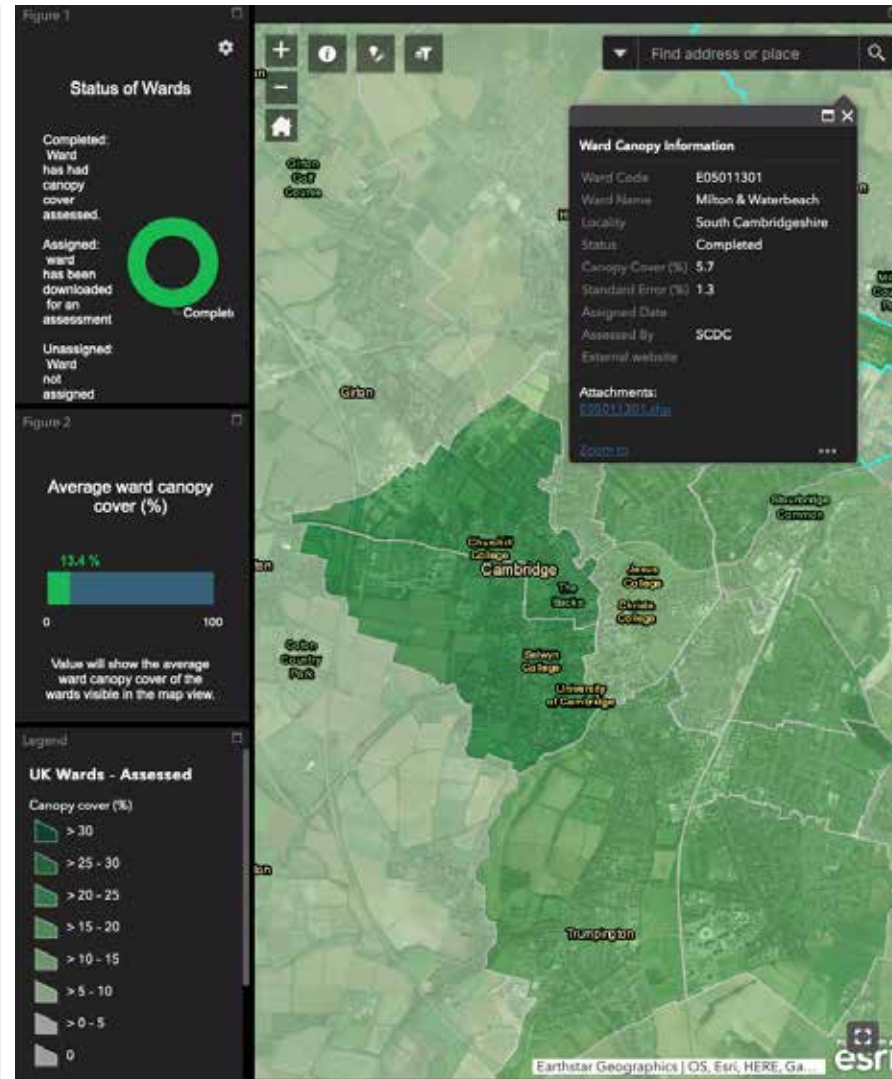 Figure 1
Status of Wards
Completed:
Ward
has had
canopy
cover
assessed.
Assigned:
ward
has been
downloaded
for an
assessment
Unassigned:
Ward
not
assigned
Complet
Figure 2
Average ward canopy
cover (%)
13.4 %
0
100
Value will show the average
ward canopy cover of the
wards visible in the map view.
Legend
UK Wards - Assessed
Canopy cover (%)
> 30
> 25 - 30
> 20 - 25
> 15 - 20
> 10 - 15
> 5 - 10
> 0 - 5
0
Find address or place
Ward Canopy Information
Ward Code E05011301
Ward Name Milton & Waterbeach
Locality South Cambridgeshire
Status Completed
Canopy Cover (%) 5.7
Standard Error (%) 1.3
Assigned Date
Assessed By SCDC
External website
Attachments:
E05011301.shp
Zoom to
Girton
Golf
Course
Girton
Stourbridge
Common
Churchill
College
Cambridge
The
Backs
Jesus
College
Christs
College
Coton
Country
Park
Selwyn
College
University
of Cambridge
Trumpington
Earthstar Geographics | OS, Esri, HERE, Ga...
esri